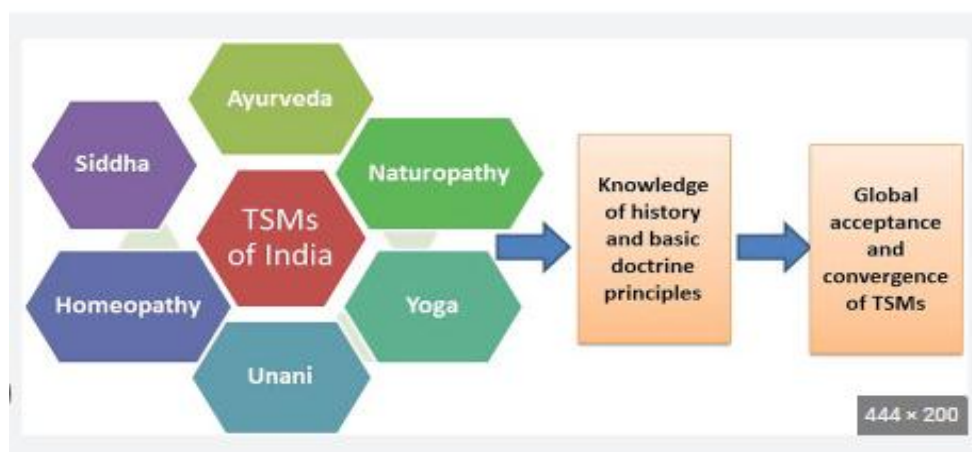 Ayurveda
Siddha
Naturopathy
TSMs
of India
Homeopathy
Yoga
Unani
Knowledge
of history
and basic
doctrine
principles
Global
acceptance
and
convergence
of TSMs
444 × 200